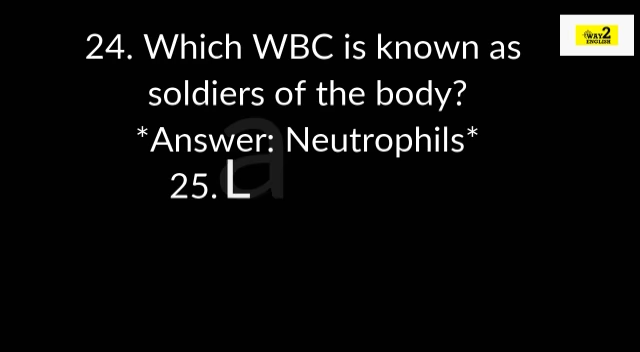 24. Which WBC is known as
soldiers of the body?
*Answer: Neutrophils*
25. L
a
WAY2
ENGLISH